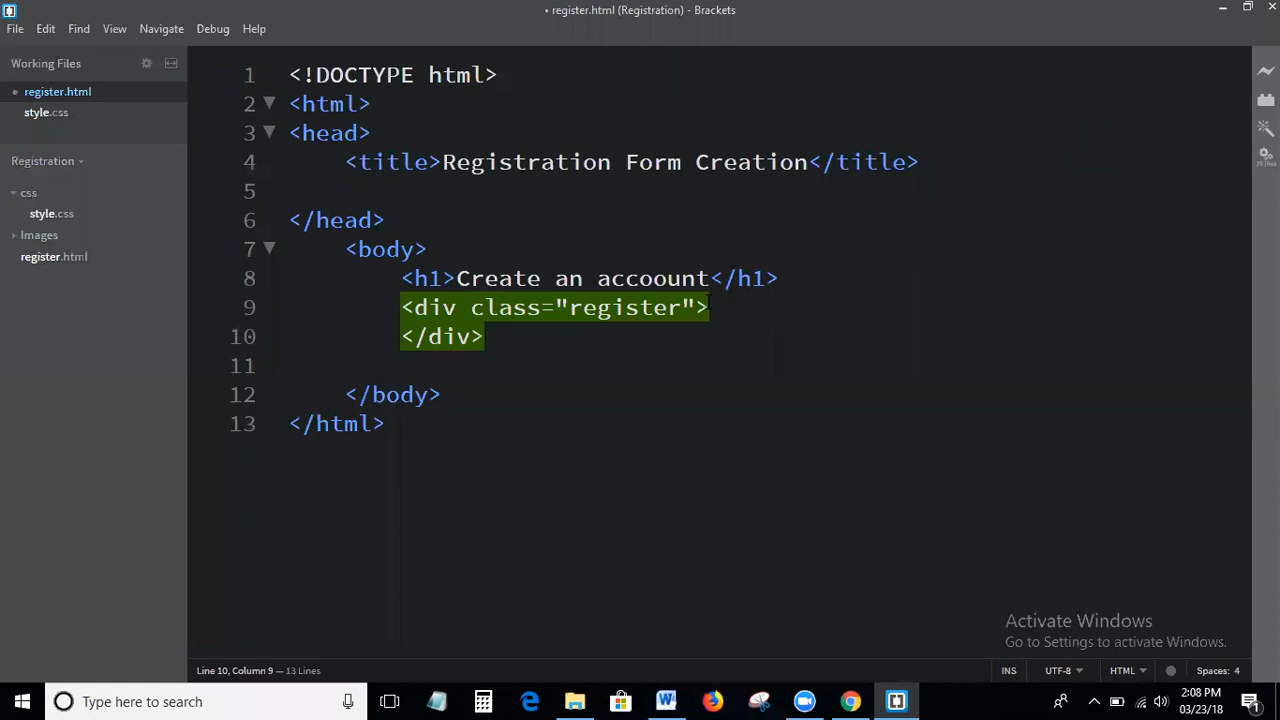 • register.html (Registration) - Brackets
File Edit Find View Navigate Debug Help
Working Files
register.html
style.css
Registration
css
style.css
Images
register.html
1 <!DOCTYPE html>
2 <html>
3 <head>
4 <title>Registration Form Creation</title>
5
6 </head>
7 <body>
8 <h1>Create an accoount</h1>
9 <div class="register">
10 </div>
11
12 </body>
13 </html>
Activate Windows
Go to Settings to activate Windows.
Line 10, Column 9 — 13 Lines
INS UTF-8 HTML Spaces: 4
Type here to search
2:08 PM
03/23/18
1